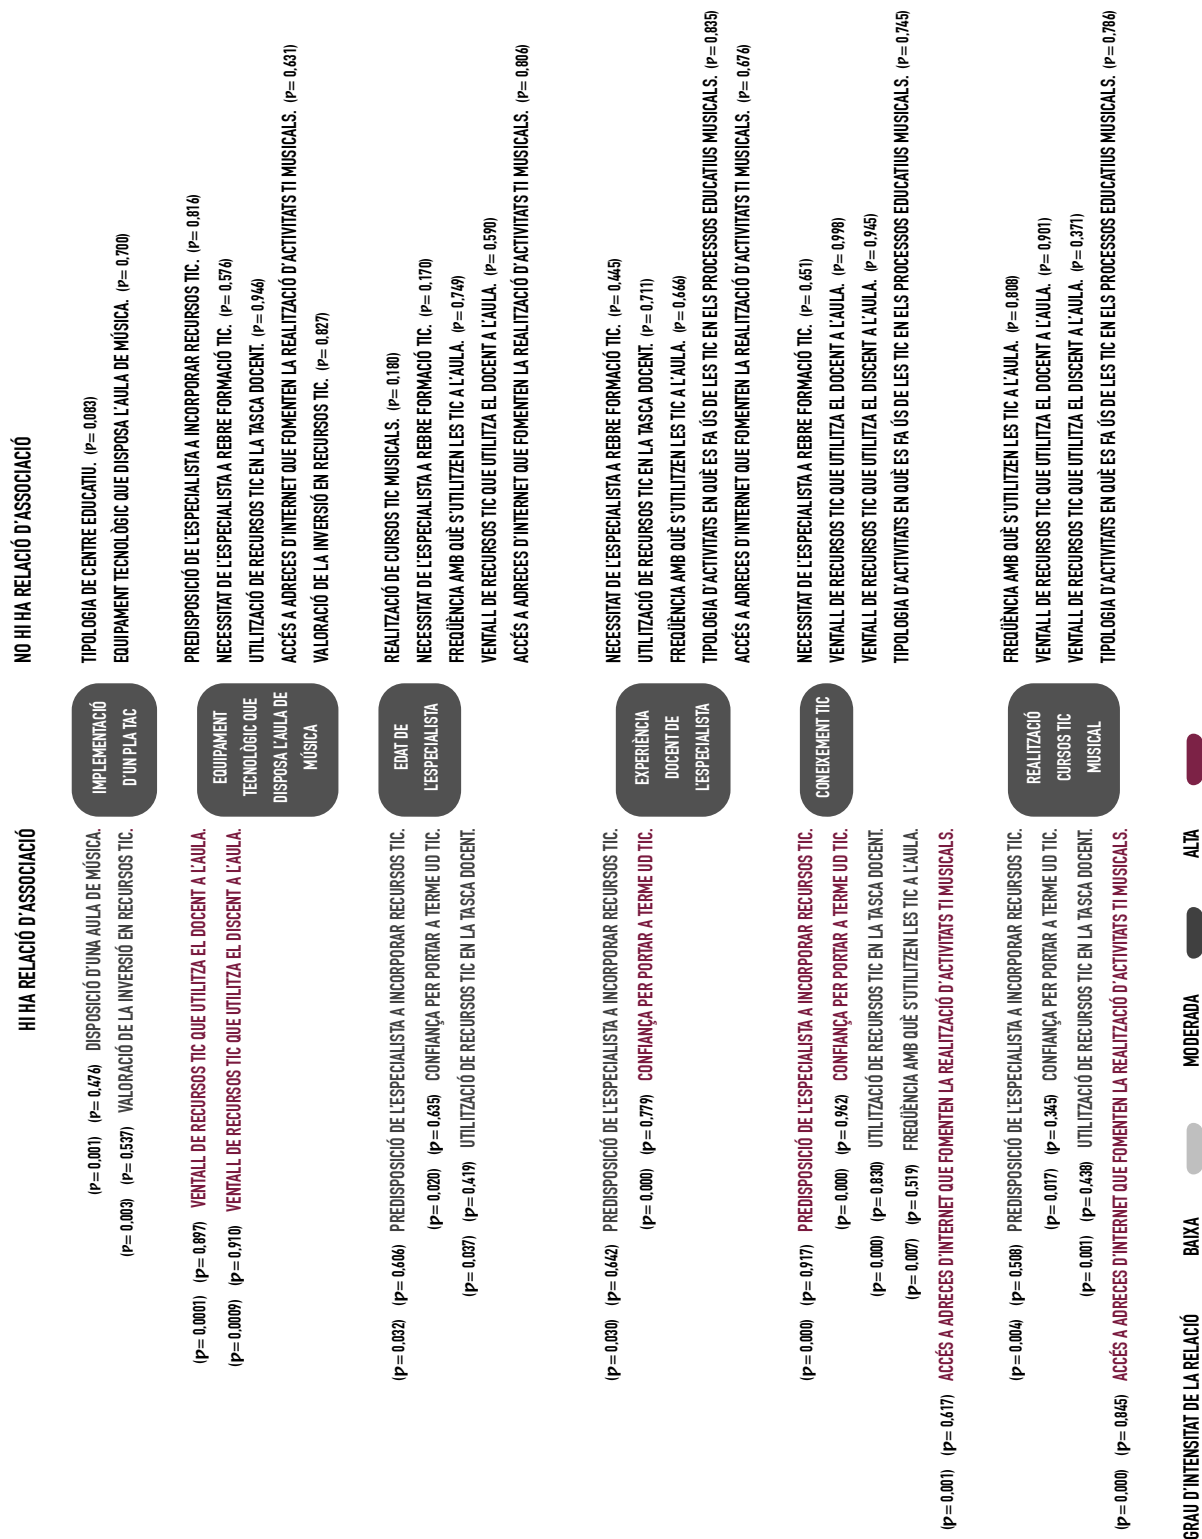 HI HA RELACIÓ D'ASSOCIACIÓ
NO HI HA RELACIÓ D'ASSOCIACIÓ
(p= 0,001) (p= 0,476) DISPOSICIÓ D'UNA AULA DE MÚSICA.
(p= 0,003) (p= 0,537) VALORACIÓ DE LA INVERSIÓ EN RECURSOS TIC.
IMPLEMENTACIÓ
D'UN PLA TAC
TIPOLOGIA DE CENTRE EDUCATIU. (p= 0,083)
EQUIPAMENT TECNOLÒGIC QUE DISPOSA L'AULA DE MÚSICA. (p= 0,700)
(p= 0,0001) (p= 0,897) VENTALL DE RECURSOS TIC QUE UTILITZA EL DOCENT A L'AULA.
(p= 0,0009) (p= 0,910) VENTALL DE RECURSOS TIC QUE UTILITZA EL DISCENT A L'AULA.
EQUIPAMENT
TECNOLÒGIC QUE
DISPOSA L'AULA DE
MÚSICA
PREDISPOSICIÓ DE L'ESPECIALISTA A INCORPORAR RECURSOS TIC. (p= 0,816)
NECESSITAT DE L'ESPECIALISTA A REBRE FORMACIÓ TIC. (p= 0,576)
UTILITZACIÓ DE RECURSOS TIC EN LA TASCA DOCENT. (p= 0,946)
ACCÉS A ADRECES D'INTERNET QUE FOMENTEN LA REALITZACIÓ D'ACTIVITATS TI MUSICALS. (p= 0,631)
VALORACIÓ DE LA INVERSIÓ EN RECURSOS TIC. (p= 0,827)
(p= 0,032) (p= 0,606) PREDISPOSICIÓ DE L'ESPECIALISTA A INCORPORAR RECURSOS TIC.
(p= 0,020) (p= 0,635) CONFIANÇA PER PORTAR A TERME UD TIC.
(p= 0,037) (p= 0,419) UTILITZACIÓ DE RECURSOS TIC EN LA TASCA DOCENT.
EDAT DE
L'ESPECIALISTA
REALITZACIÓ DE CURSOS TIC MUSICALS. (p= 0,180)
NECESSITAT DE L'ESPECIALISTA A REBRE FORMACIÓ TIC. (p= 0,170)
FREQÜÈNCIA AMB QUÈ S'UTILITZEN LES TIC A L'AULA. (p= 0,749)
VENTALL DE RECURSOS TIC QUE UTILITZA EL DOCENT A L'AULA. (p= 0,590)
ACCÉS A ADRECES D'INTERNET QUE FOMENTEN LA REALITZACIÓ D'ACTIVITATS TI MUSICALS. (p= 0,806)
(p= 0,030) (p= 0,642) PREDISPOSICIÓ DE L'ESPECIALISTA A INCORPORAR RECURSOS TIC.
(p= 0,000) (p= 0,779) CONFIANÇA PER PORTAR A TERME UD TIC.
EXPERIÈNCIA
DOCENT DE
L'ESPECIALISTA
NECESSITAT DE L'ESPECIALISTA A REBRE FORMACIÓ TIC. (p= 0,445)
UTILITZACIÓ DE RECURSOS TIC EN LA TASCA DOCENT. (p= 0,711)
FREQÜÈNCIA AMB QUÈ S'UTILITZEN LES TIC A L'AULA. (p= 0,666)
TIPOLOGIA D'ACTIVITATS EN QUÈ ES FA ÚS DE LES TIC EN ELS PROCESSOS EDUCATIUS MUSICALS. (p= 0,835)
ACCÉS A ADRECES D'INTERNET QUE FOMENTEN LA REALITZACIÓ D'ACTIVITATS TI MUSICALS. (p= 0,676)
(p= 0,000) (p= 0,917) PREDISPOSICIÓ DE L'ESPECIALISTA A INCORPORAR RECURSOS TIC.
(p= 0,000) (p= 0,962) CONFIANÇA PER PORTAR A TERME UD TIC.
(p= 0,000) (p= 0,830) UTILITZACIÓ DE RECURSOS TIC EN LA TASCA DOCENT.
(p= 0,007) (p= 0,519) FREQÜÈNCIA AMB QUÈ S'UTILITZEN LES TIC A L'AULA.
(p= 0,001) (p= 0,617) ACCÉS A ADRECES D'INTERNET QUE FOMENTEN LA REALITZACIÓ D'ACTIVITATS TI MUSICALS.
CONEIXEMENT TIC
NECESSITAT DE L'ESPECIALISTA A REBRE FORMACIÓ TIC. (p= 0,651)
VENTALL DE RECURSOS TIC QUE UTILITZA EL DOCENT A L'AULA. (p= 0,998)
VENTALL DE RECURSOS TIC QUE UTILITZA EL DISCENT A L'AULA. (p= 0,945)
TIPOLOGIA D'ACTIVITATS EN QUÈ ES FA ÚS DE LES TIC EN ELS PROCESSOS EDUCATIUS MUSICALS. (p= 0,745)
(p= 0,004) (p= 0,508) PREDISPOSICIÓ DE L'ESPECIALISTA A INCORPORAR RECURSOS TIC.
(p= 0,017) (p= 0,345) CONFIANÇA PER PORTAR A TERME UD TIC.
(p= 0,001) (p= 0,438) UTILITZACIÓ DE RECURSOS TIC EN LA TASCA DOCENT.
(p= 0,000) (p= 0,845) ACCÉS A ADRECES D'INTERNET QUE FOMENTEN LA REALITZACIÓ D'ACTIVITATS TI MUSICALS.
REALITZACIÓ
CURSOS TIC
MUSICAL
FREQÜÈNCIA AMB QUÈ S'UTILITZEN LES TIC A L'AULA. (p= 0,808)
VENTALL DE RECURSOS TIC QUE UTILITZA EL DOCENT A L'AULA. (p= 0,901)
VENTALL DE RECURSOS TIC QUE UTILITZA EL DISCENT A L'AULA. (p= 0,371)
TIPOLOGIA D'ACTIVITATS EN QUÈ ES FA ÚS DE LES TIC EN ELS PROCESSOS EDUCATIUS MUSICALS. (p= 0,786)
GRAU D'INTENSITAT DE LA RELACIÓ BAIXA MODERADA ALTA